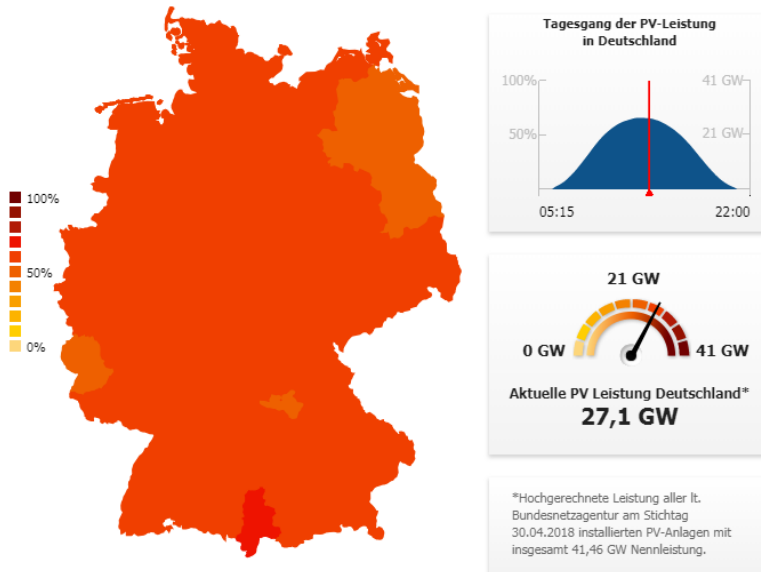 Tagesgang der PV-Leistung
in Deutschland
100%
41 GW
50%
21 GW
05:15
22:00
100%
50%
0%
21 GW
0 GW
41 GW
Aktuelle PV Leistung Deutschland*
27,1 GW
*Hochgerechnete Leistung aller lt.
Bundesnetzagentur am Stichtag
30.04.2018 installierten PV-Anlagen mit
insgesamt 41,46 GW Nennleistung.